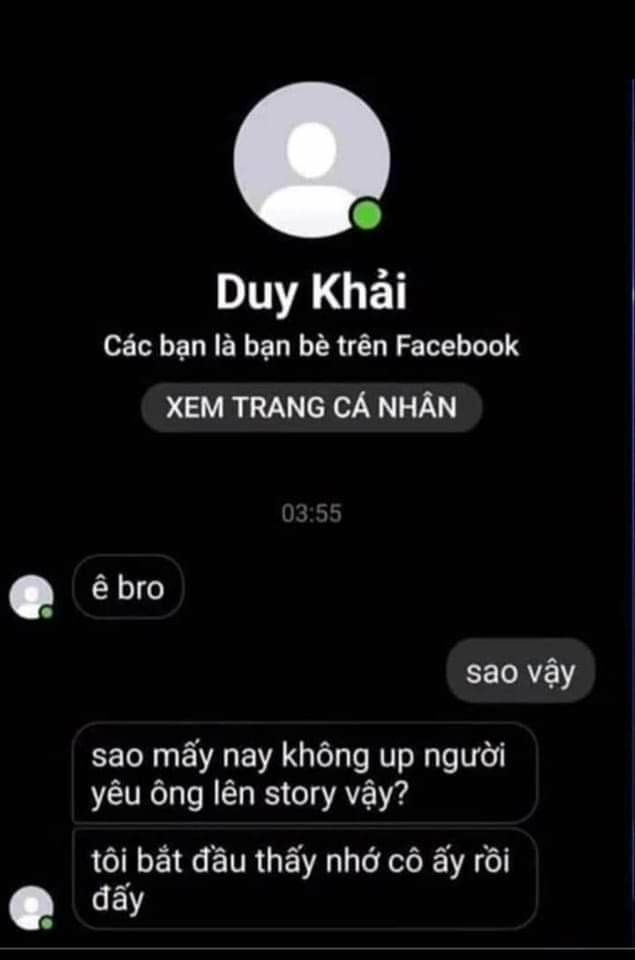 Duy Khải
Các bạn là bạn bè trên Facebook
XEM TRANG CÁ NHÂN
03:55
ê bro
sao vậy
sao mấy nay không up người
yêu ông lên story vậy?
tôi bắt đầu thấy nhớ cô ấy rồi
đấy